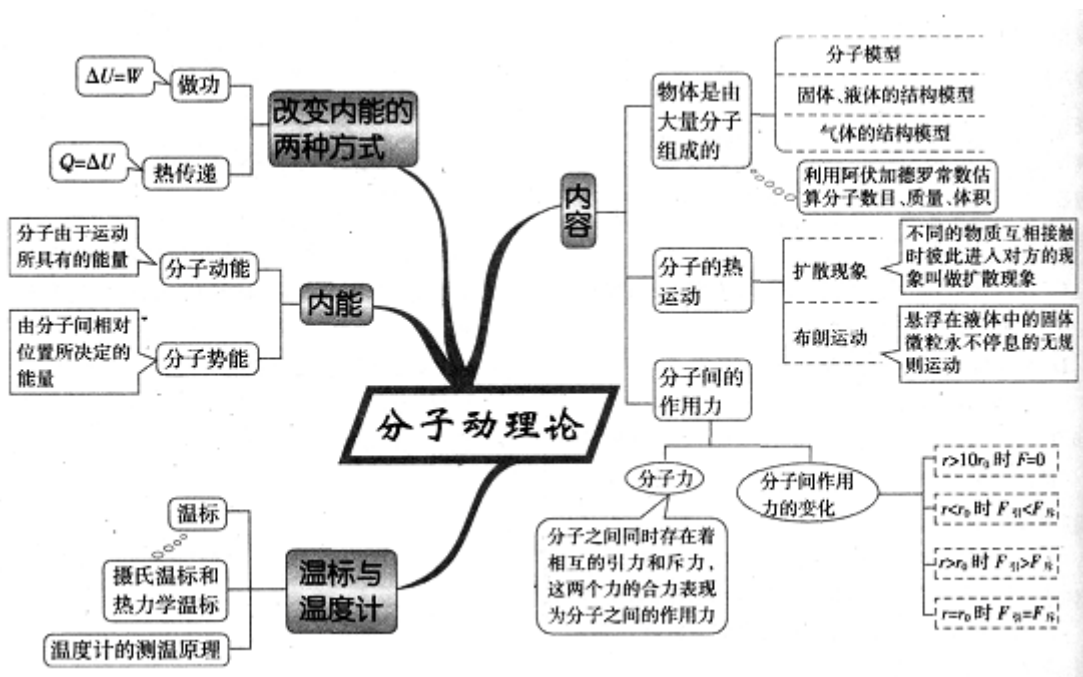 分子动理论
改变内能的
两种方式
做功
ΔU=W
热传递
Q=ΔU
内能
分子动能
分子由于运动
所具有的能量
分子势能
由分子间相对
位置所决定的
能量
温标与
温度计
温标
摄氏温标和
热力学温标
温度计的测温原理
内
容
物体是由
大量分子
组成的
分子模型
固体、液体的结构模型
气体的结构模型
利用阿伏加德罗常数估
算分子数目、质量、体积
分子的热
运动
扩散现象
不同的物质互相接触
时彼此进入对方的现
象叫做扩散现象
布朗运动
悬浮在液体中的固体
微粒永不停息的无规
则运动
分子间的
作用力
分子力
分子之间同时存在着
相互的引力和斥力，
这两个力的合力表现
为分子之间的作用力
分子间作用
力的变化
r>10r₀时 F=0
r<r₀时 F引<F斥
r>r₀时 F引>F斥
r=r₀时 F引=F斥